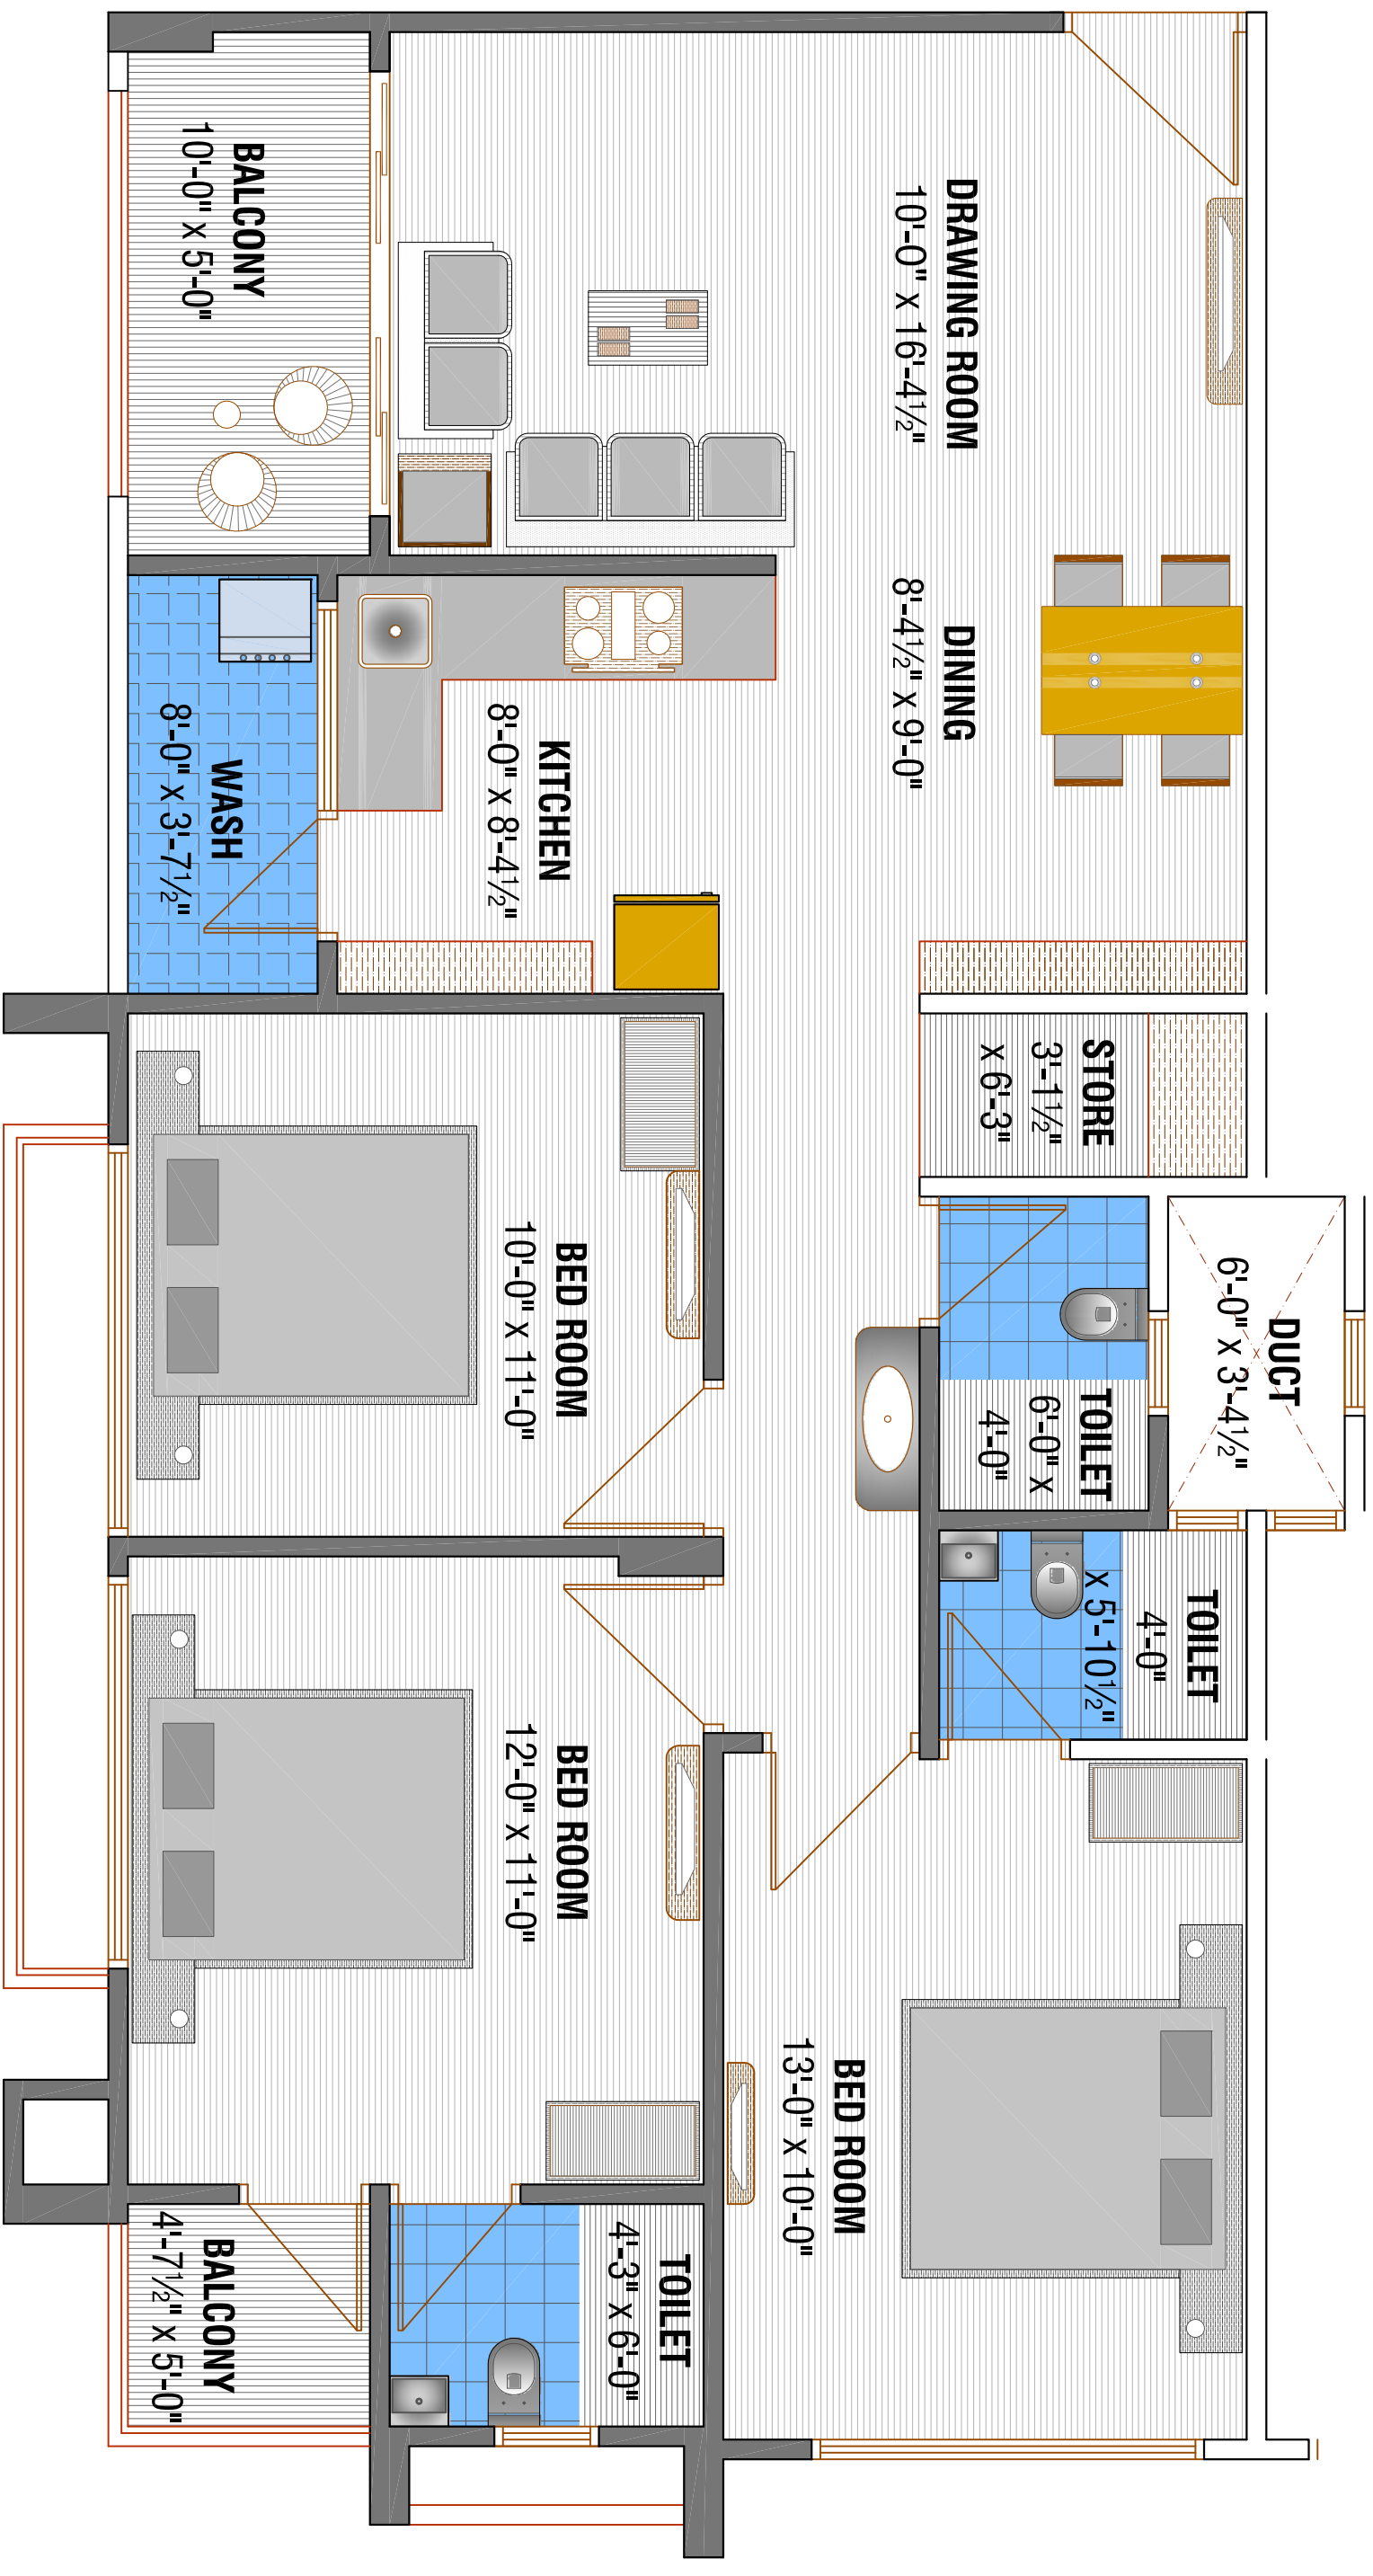 DRAWING ROOM
10'-0" x 16'-4½"
BALCONY
10'-0" x 5'-0"
DINING
8'-4½" x 9'-0"
KITCHEN
8'-0" x 8'-4½"
WASH
8'-0" x 3'-7½"
STORE
3'-1½"
x 6'-3"
DUCT
6'-0" x 3'-4½"
TOILET
6'-0" x
4'-0"
BED ROOM
10'-0" x 11'-0"
TOILET
4'-0"
x 5'-10½"
BED ROOM
12'-0" x 11'-0"
BED ROOM
13'-0" x 10'-0"
TOILET
4'-3" x 6'-0"
BALCONY
4'-7½" x 5'-0"